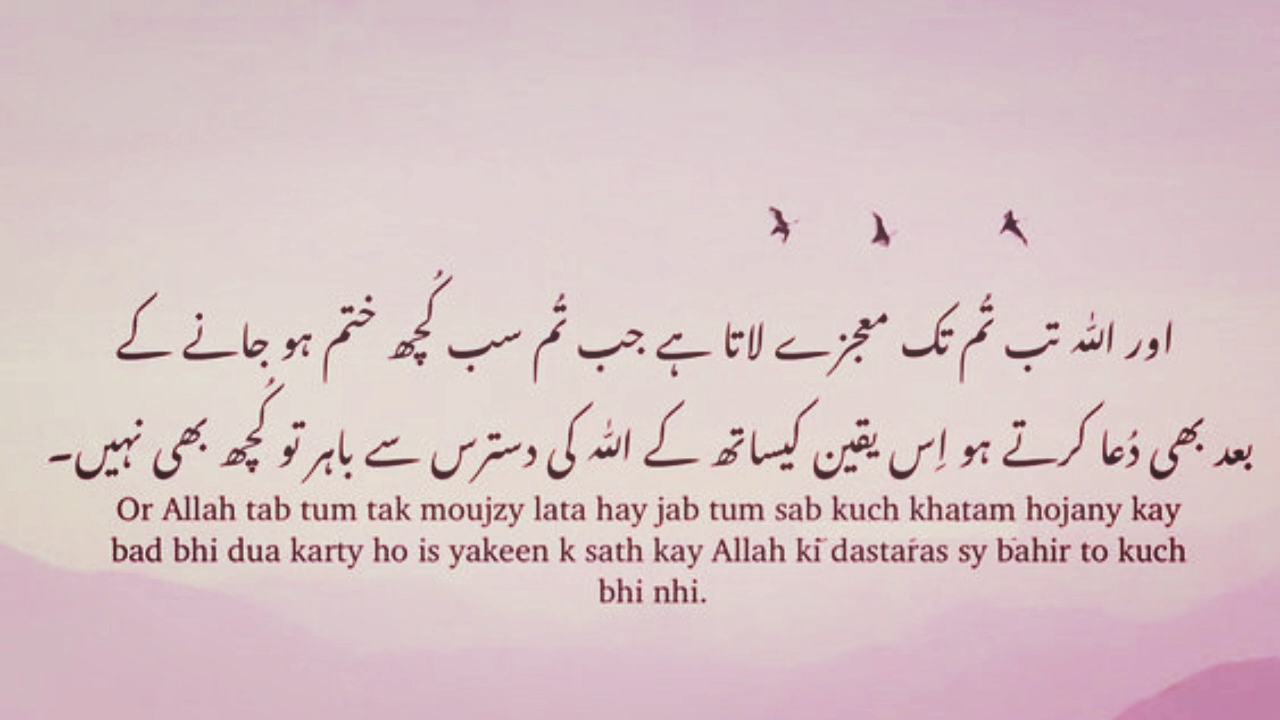 اور اللہ تب تُم تک معجزے لاتا ہے جب تُم سب کُچھ ختم ہو جانے کے
بعد بھی دُعا کرتے ہو اِس یقین کیساتھ کے اللہ کی دسترس سے باہر تو کُچھ بھی نہیں۔
Or Allah tab tum tak moujzy lata hay jab tum sab kuch khatam hojany kay
bad bhi dua karty ho is yakeen k sath kay Allah ki dastaras sy bahir to kuch
bhi nhi.